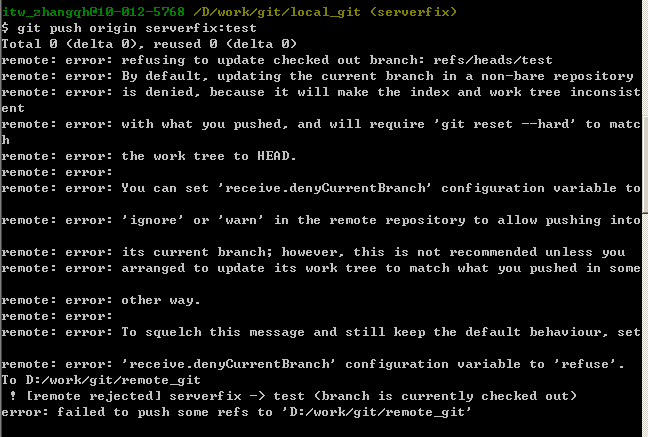 itw_zhangqh@10-012-5768 /D/work/git/local_git (serverfix)
$ git push origin serverfix:test
Total 0 (delta 0), reused 0 (delta 0)
remote: error: refusing to update checked out branch: refs/heads/test
remote: error: By default, updating the current branch in a non-bare repository
remote: error: is denied, because it will make the index and work tree inconsist
ent
remote: error: with what you pushed, and will require 'git reset --hard' to matc
h
remote: error: the work tree to HEAD.
remote: error:
remote: error: You can set 'receive.denyCurrentBranch' configuration variable to
remote: error: 'ignore' or 'warn' in the remote repository to allow pushing into
remote: error: its current branch; however, this is not recommended unless you
remote: error: arranged to update its work tree to match what you pushed in some
remote: error: other way.
remote: error:
remote: error: To squelch this message and still keep the default behaviour, set
remote: error: 'receive.denyCurrentBranch' configuration variable to 'refuse'.
To D:/work/git/remote_git
 ! [remote rejected] serverfix -> test (branch is currently checked out)
error: failed to push some refs to 'D:/work/git/remote_git'